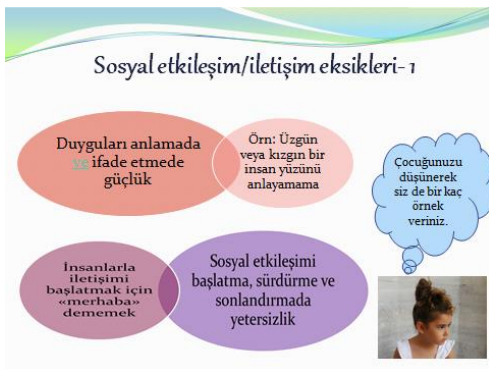 Sosyal etkileşim/iletişim eksikleri-1
Duyguları anlamada
ve ifade etmede
güçlük
Örn: Üzgün
veya kızgın bir
insan yüzünü
anlayamama
Çocuğunuzu
düşünerek
siz de bir kaç
örnek
veriniz.
İnsanlarla
iletişimi
başlatmak için
«merhaba»
dememek
Sosyal etkileşimi
başlatma, sürdürme ve
sonlandırmada
yetersizlik